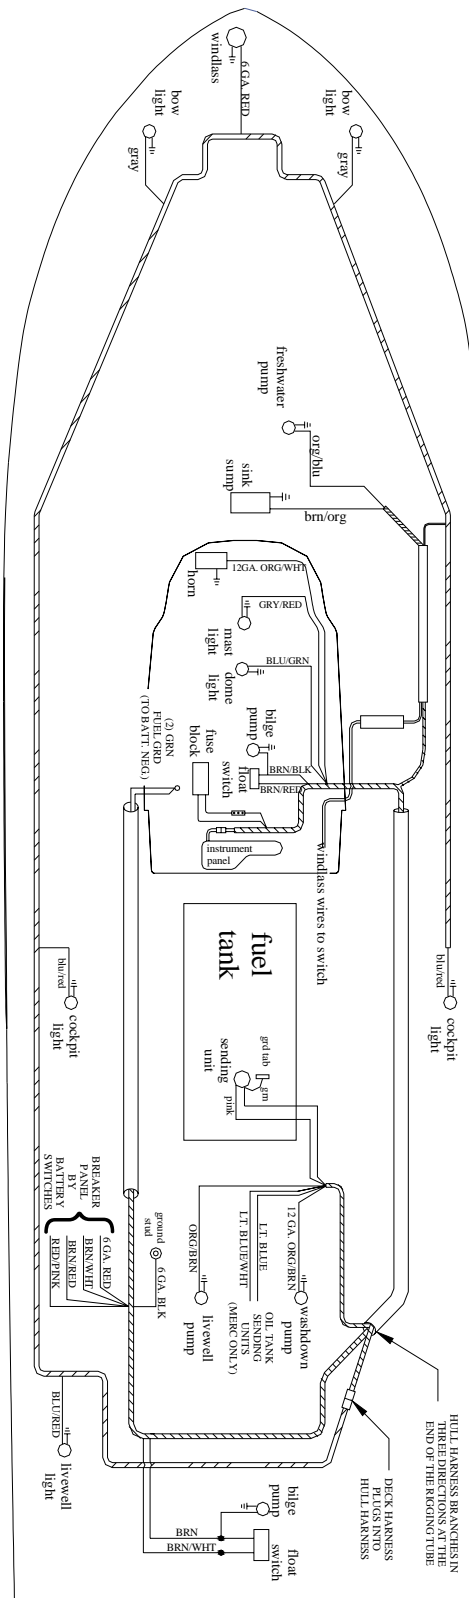 windlass
6 GA. RED
bow
light
gray
bow
light
gray
freshwater
pump
org/blu
sink
sump
brn/org
horn
12GA. ORG/WHT
GRY/RED
mast
light
BLU/GRN
dome
light
bilge
pump
BRN/BLK
float
switch
BRN/RED
fuse
block
(2) GRN
FUEL GRD
(TO BATT. NEG.)
instrument
panel
windlass wires to switch
fuel
tank
blu/red
cockpit
light
blu/red
cockpit
light
grd tab
grn
sending
unit
pink
BREAKER
PANEL
BY
BATTERY
SWITCHES
6 GA. RED
BRN/WHT
BRN/RED
RED/PINK
ground
stud
6 GA. BLK
ORG/BRN
livewell
pump
LT. BLUE/WHT
LT. BLUE
OIL TANK
SENDING
UNITS
(MERC ONLY)
12 GA. ORG/BRN
washdown
pump
HULL HARNESS BRANCHES IN
THREE DIRECTIONS AT THE
END OF THE RIGGING TUBE
DECK HARNESS
PLUGS INTO
HULL HARNESS
BLU/RED
livewell
light
bilge
pump
BRN
BRN/WHT
float
switch